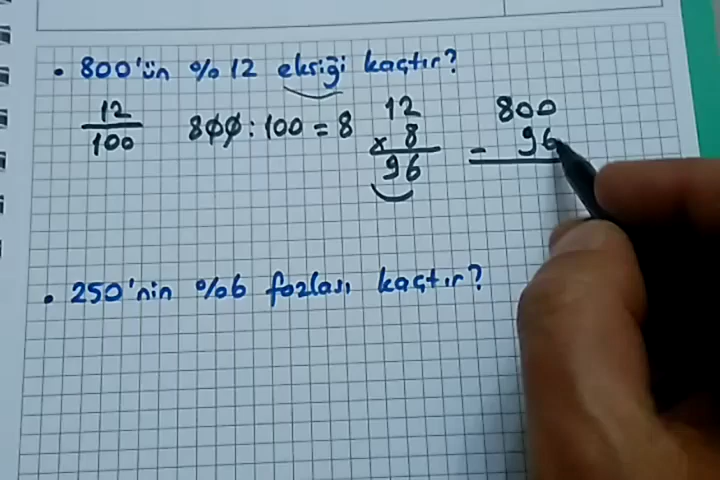 • 800'ün %12 eksiği kaçtır?
12/100 800 : 100 = 8
12
x 8
96
800
- 96
• 250'nin %6 fazlası kaçtır?